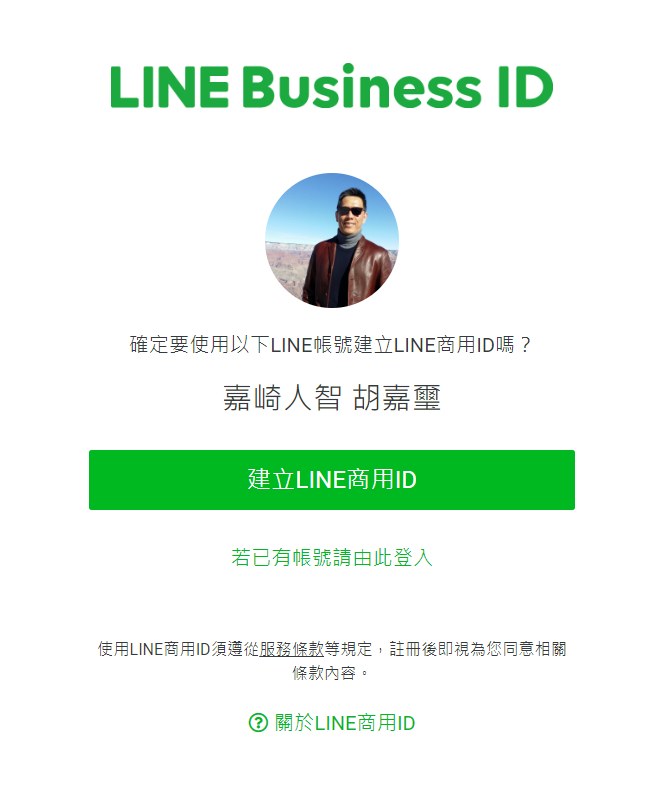 LINE Business ID
確定要使用以下LINE帳號建立LINE商用ID嗎？
嘉崎人智 胡嘉璽
建立LINE商用ID
若已有帳號請由此登入
使用LINE商用ID須遵從服務條款等規定，註冊後即視為您同意相關
條款內容。
關於LINE商用ID